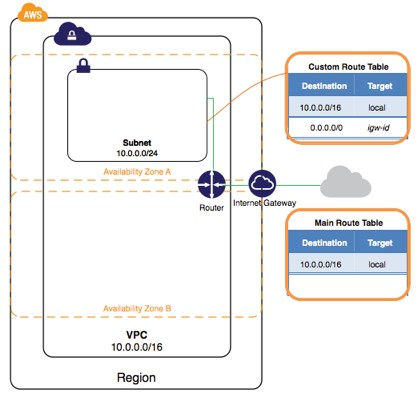 AWS
Custom Route Table
Destination Target
10.0.0.0/16 local
0.0.0.0/0 igw-id
Subnet
10.0.0.0/24
Availability Zone A
Router
Internet Gateway
Main Route Table
Destination Target
10.0.0.0/16 local
Availability Zone B
VPC
10.0.0.0/16
Region